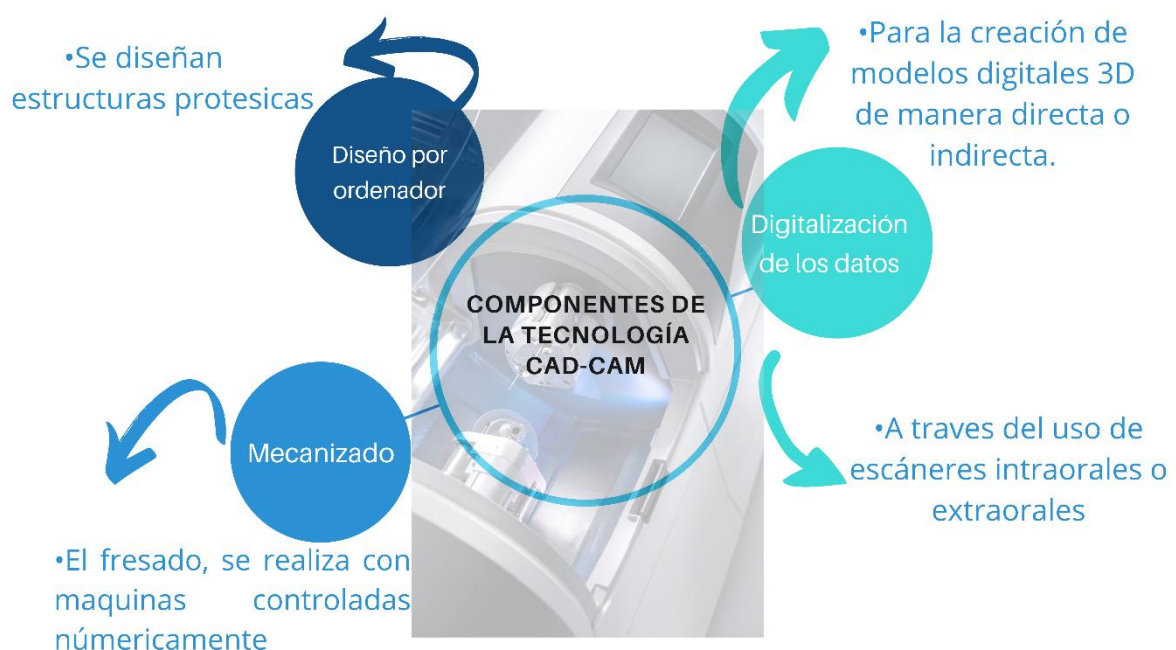 •Se diseñan
estructuras protesicas
Diseño por
ordenador
•Para la creación de
modelos digitales 3D
de manera directa o
indirecta.
Digitalización
de los datos
COMPONENTES DE
LA TECNOLOGÍA
CAD-CAM
Mecanizado
•A traves del uso de
escáneres intraorales o
extraorales
•El fresado, se realiza con
maquinas controladas
númericamente